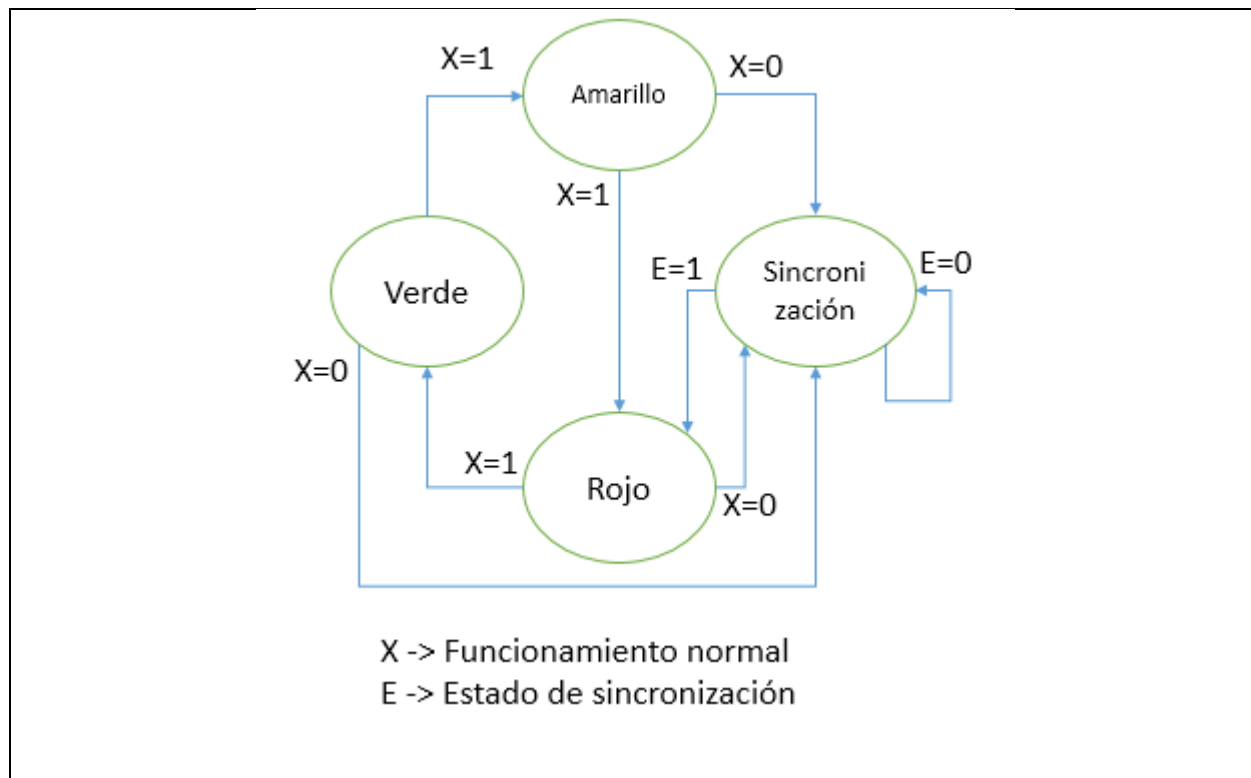 X=1
Amarillo
X=0
X=1
Verde
E=1
Sincroni
zación
E=0
X=0
X=1
Rojo
X=0
X -> Funcionamiento normal
E -> Estado de sincronización